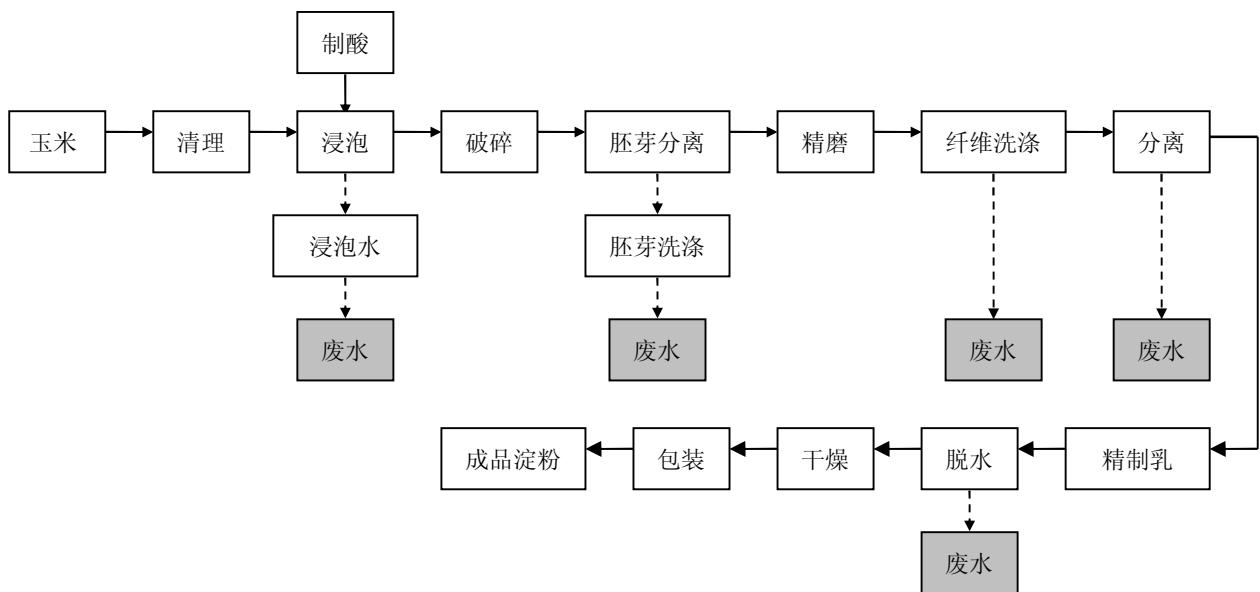 制酸
玉米
清理
浸泡
破碎
胚芽分离
精磨
纤维洗涤
分离
浸泡水
胚芽洗涤
废水
废水
废水
废水
成品淀粉
包装
干燥
脱水
精制乳
废水